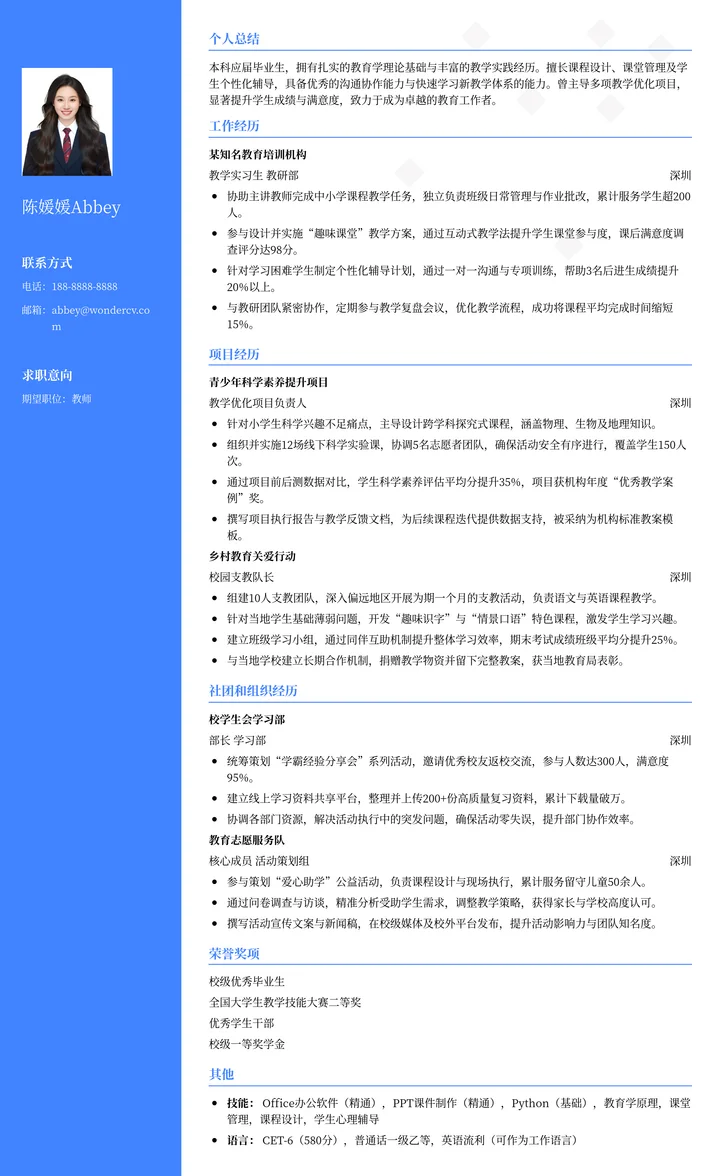 陈媛媛Abbey
联系方式
电话：188-8888-8888
邮箱：abbey@wondercv.co
m
求职意向
期望职位：教师
个人总结
本科应届毕业生，拥有扎实的教育学理论基础与丰富的教学实践经历。擅长课程设计、课堂管理及学
生个性化辅导，具备优秀的沟通协作能力与快速学习新教学体系的能力。曾主导多项教学优化项目，
显著提升学生成绩与满意度，致力于成为卓越的教育工作者。
工作经历
某知名教育培训机构
教学实习生 教研部 深圳
• 协助主讲教师完成中小学课程教学任务，独立负责班级日常管理与作业批改，累计服务学生超200
人。
• 参与设计并实施“趣味课堂”教学方案，通过互动式教学法提升学生课堂参与度，课后满意度调
查评分达98分。
• 针对学习困难学生制定个性化辅导计划，通过一对一沟通与专项训练，帮助3名后进生成绩提升
20%以上。
• 与教研团队紧密协作，定期参与教学复盘会议，优化教学流程，成功将课程平均完成时间缩短
15%。
项目经历
青少年科学素养提升项目
教学优化项目负责人 深圳
• 针对小学生科学兴趣不足痛点，主导设计跨学科探究式课程，涵盖物理、生物及地理知识。
• 组织并实施12场线下科学实验课，协调5名志愿者团队，确保活动安全有序进行，覆盖学生150人
次。
• 通过项目前后测数据对比，学生科学素养评估平均分提升35%，项目获机构年度“优秀教学案
例”奖。
• 撰写项目执行报告与教学反馈文档，为后续课程迭代提供数据支持，被采纳为机构标准教案模
板。
乡村教育关爱行动
校园支教队长 深圳
• 组建10人支教团队，深入偏远地区开展为期一个月的支教活动，负责语文与英语课程教学。
• 针对当地学生基础薄弱问题，开发“趣味识字”与“情景口语”特色课程，激发学生学习兴趣。
• 建立班级学习小组，通过同伴互助机制提升整体学习效率，期末考试成绩班级平均分提升25%。
• 与当地学校建立长期合作机制，捐赠教学物资并留下完整教案，获当地教育局表彰。
社团和组织经历
校学生会学习部
部长 学习部 深圳
• 统筹策划“学霸经验分享会”系列活动，邀请优秀校友返校交流，参与人数达300人，满意度
95%。
• 建立线上学习资料共享平台，整理并上传200+份高质量复习资料，累计下载量破万。
• 协调各部门资源，解决活动执行中的突发问题，确保活动零失误，提升部门协作效率。
教育志愿服务队
核心成员 活动策划组 深圳
• 参与策划“爱心助学”公益活动，负责课程设计与现场执行，累计服务留守儿童50余人。
• 通过问卷调查与访谈，精准分析受助学生需求，调整教学策略，获得家长与学校高度认可。
• 撰写活动宣传文案与新闻稿，在校级媒体及校外平台发布，提升活动影响力与团队知名度。
荣誉奖项
校级优秀毕业生
全国大学生教学技能大赛二等奖
优秀学生干部
校级一等奖学金
其他
• 技能： Office办公软件（精通），PPT课件制作（精通），Python（基础），教育学原理，课堂
管理，课程设计，学生心理辅导
• 语言： CET-6（580分），普通话一级乙等，英语流利（可作为工作语言）